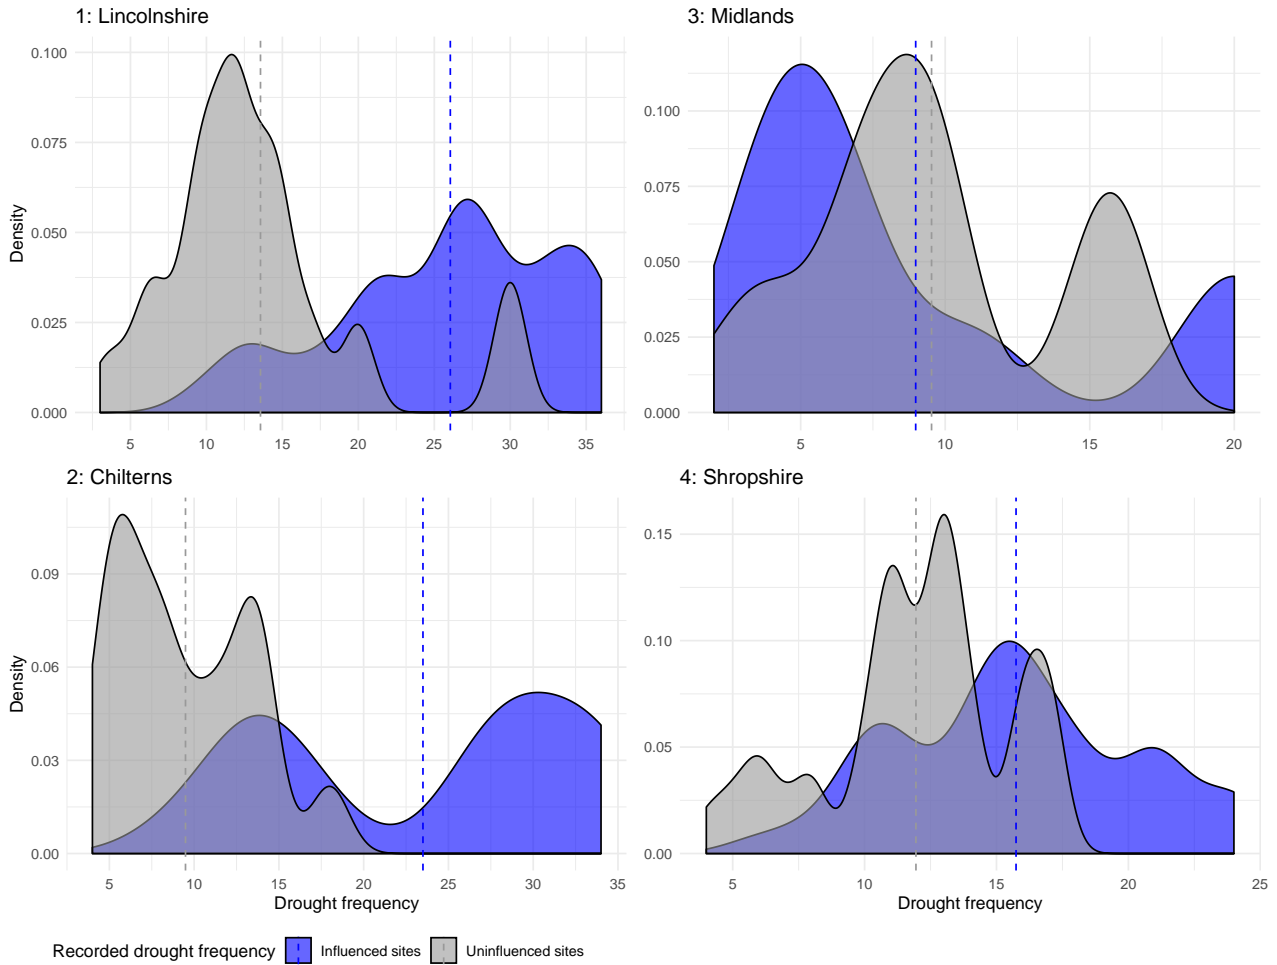 1: Lincolnshire
Density
0.100
0.075
0.050
0.025
0.000
5 10 15 20 25 30 35
3: Midlands
0.100
0.075
0.050
0.025
0.000
5 10 15 20
2: Chilterns
Density
0.09
0.06
0.03
0.00
5 10 15 20 25 30 35
Drought frequency
4: Shropshire
0.15
0.10
0.05
0.00
5 10 15 20 25
Drought frequency
Recorded drought frequency Influenced sites Uninfluenced sites